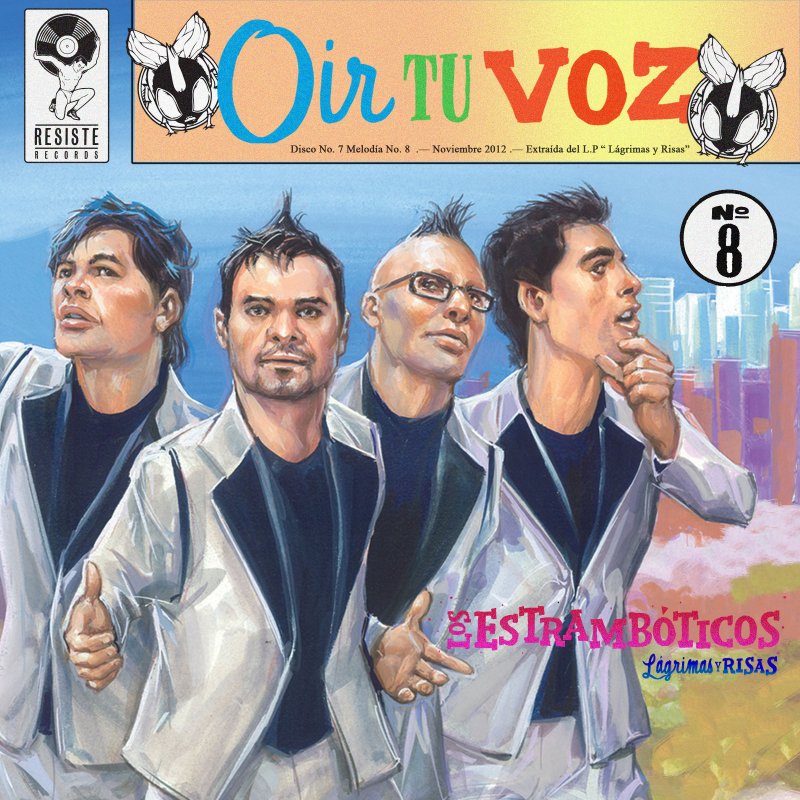 RESISTE
RECORDS
Oir TU VOZ
Disco No. 7 Melodía No. 8 .— Noviembre 2012 .— Extraída del L.P “ Lágrimas y Risas”
Nº
8
LOS ESTRAMBÓTICOS
Lágrimas Y RISAS